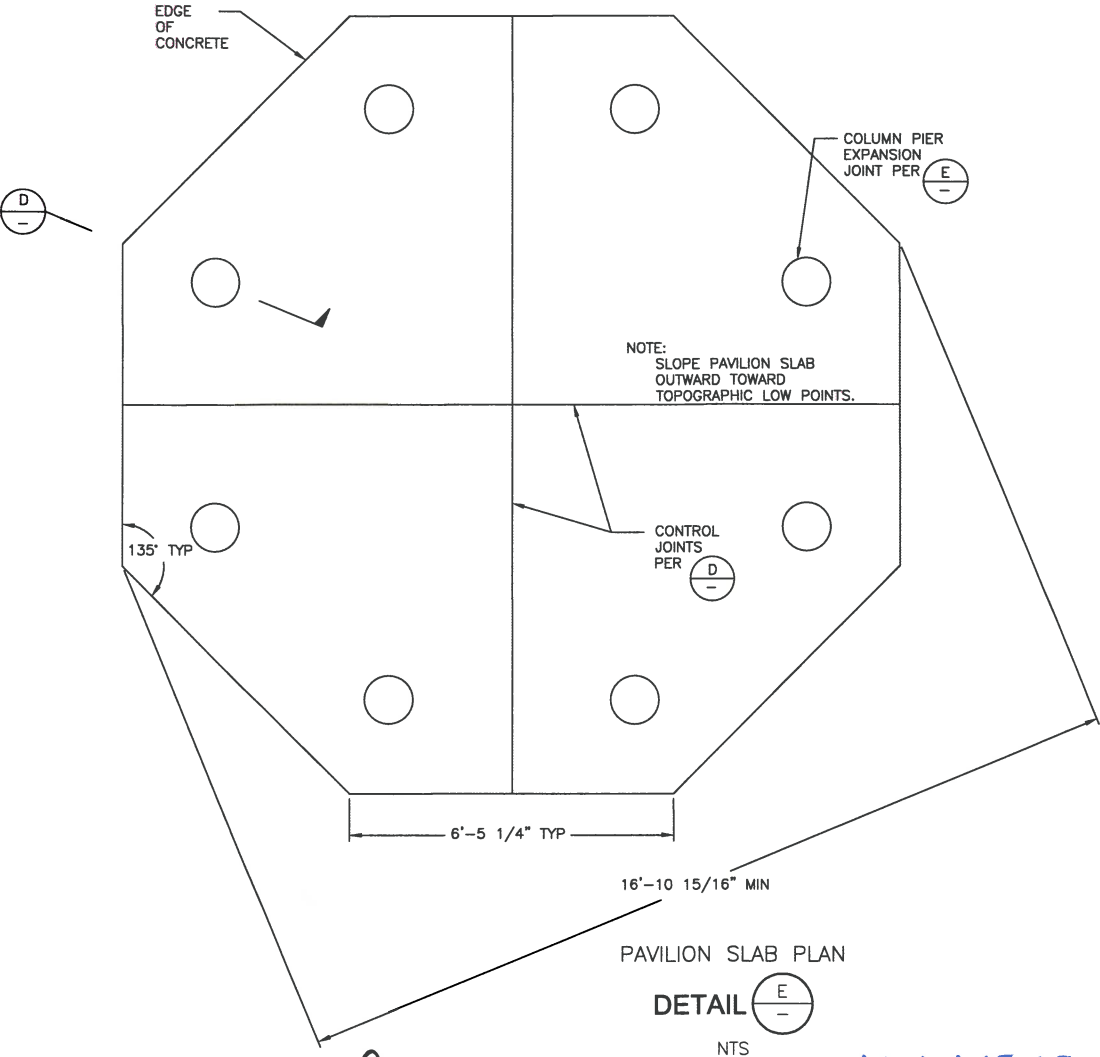 EDGE
OF
CONCRETE
COLUMN PIER
EXPANSION
JOINT PER
E
–
D
–
NOTE:
SLOPE PAVILION SLAB
OUTWARD TOWARD
TOPOGRAPHIC LOW POINTS.
CONTROL
JOINTS
PER
D
–
135° TYP
6'-5 1/4" TYP
16'-10 15/16" MIN
PAVILION SLAB PLAN
DETAIL
E
–
NTS